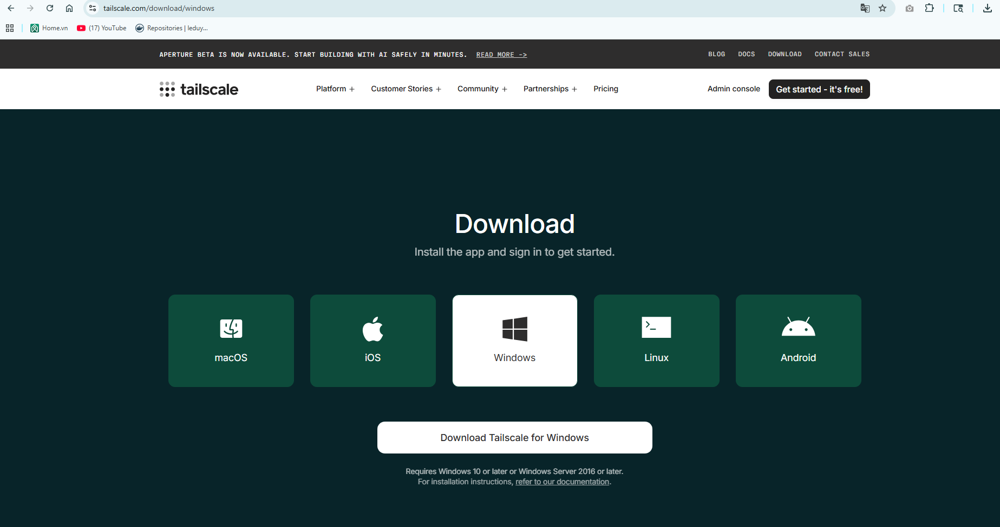 tailscale.com/download/windows
Home.vn
(17) YouTube
Repositories | leduy...
APERTURE BETA IS NOW AVAILABLE. START BUILDING WITH AI SAFELY IN MINUTES. READ MORE ->
BLOG DOCS DOWNLOAD CONTACT SALES
tailscale
Platform + Customer Stories + Community + Partnerships + Pricing
Admin console
Get started - it's free!
Download
Install the app and sign in to get started.
macOS
iOS
Windows
Linux
Android
Download Tailscale for Windows
Requires Windows 10 or later or Windows Server 2016 or later.
For installation instructions, refer to our documentation.